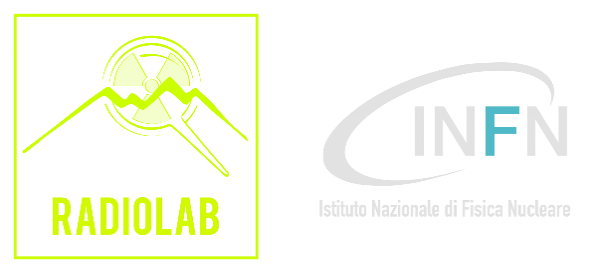 RADIOLAB
INFN
Istituto Nazionale di Fisica Nucleare